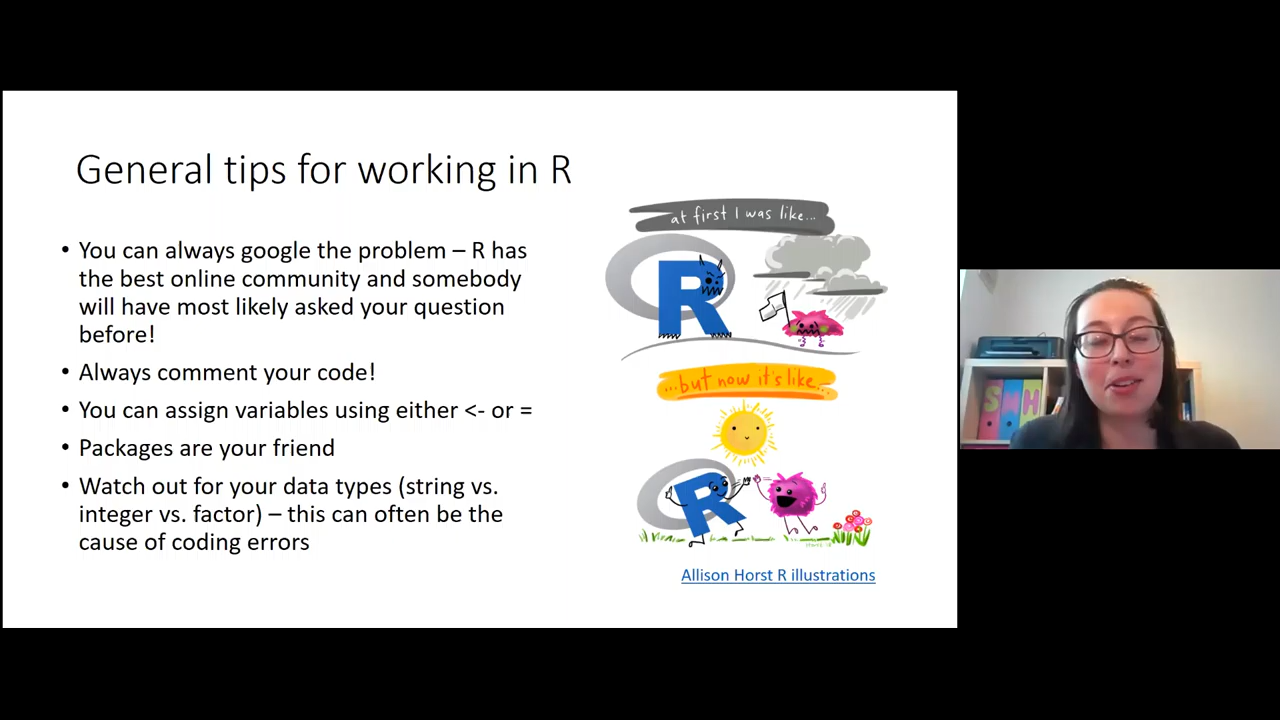 General tips for working in R
• You can always google the problem – R has
the best online community and somebody
will have most likely asked your question
before!
• Always comment your code!
• You can assign variables using either <- or =
• Packages are your friend
• Watch out for your data types (string vs.
integer vs. factor) – this can often be the
cause of coding errors
at first I was like...
R
...but now it's like...
R
Allison Horst R illustrations
SMH